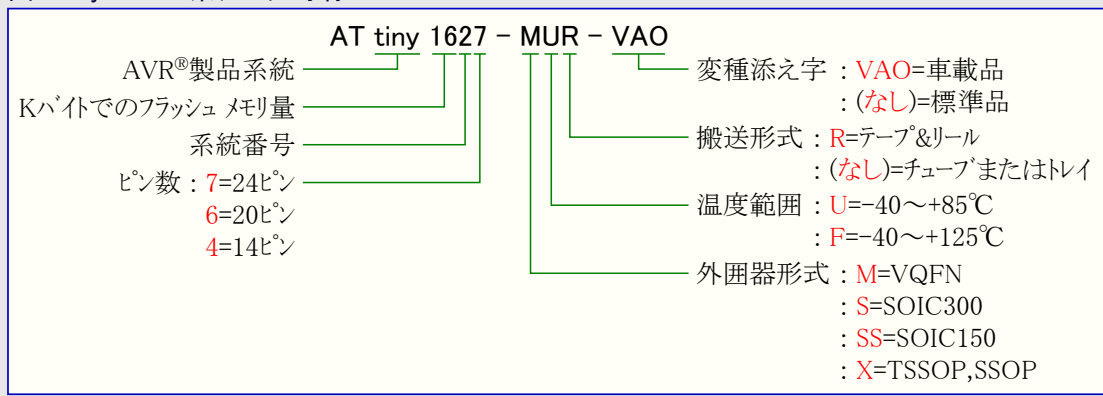 AT tiny 1627 - MUR - VAO
AVR®製品系統
Kバイトでのフラッシュ メモリ量
系統番号
ピン数 : 7=24ピン
6=20ピン
4=14ピン
変種添え字 : VAO=車載品
: (なし)=標準品
搬送形式 : R=テープ&リール
: (なし)=チューブまたはトレイ
温度範囲 : U=-40～+85℃
: F=-40～+125℃
外囲器形式 : M=VQFN
: S=SOIC300
: SS=SOIC150
: X=TSSOP,SSOP